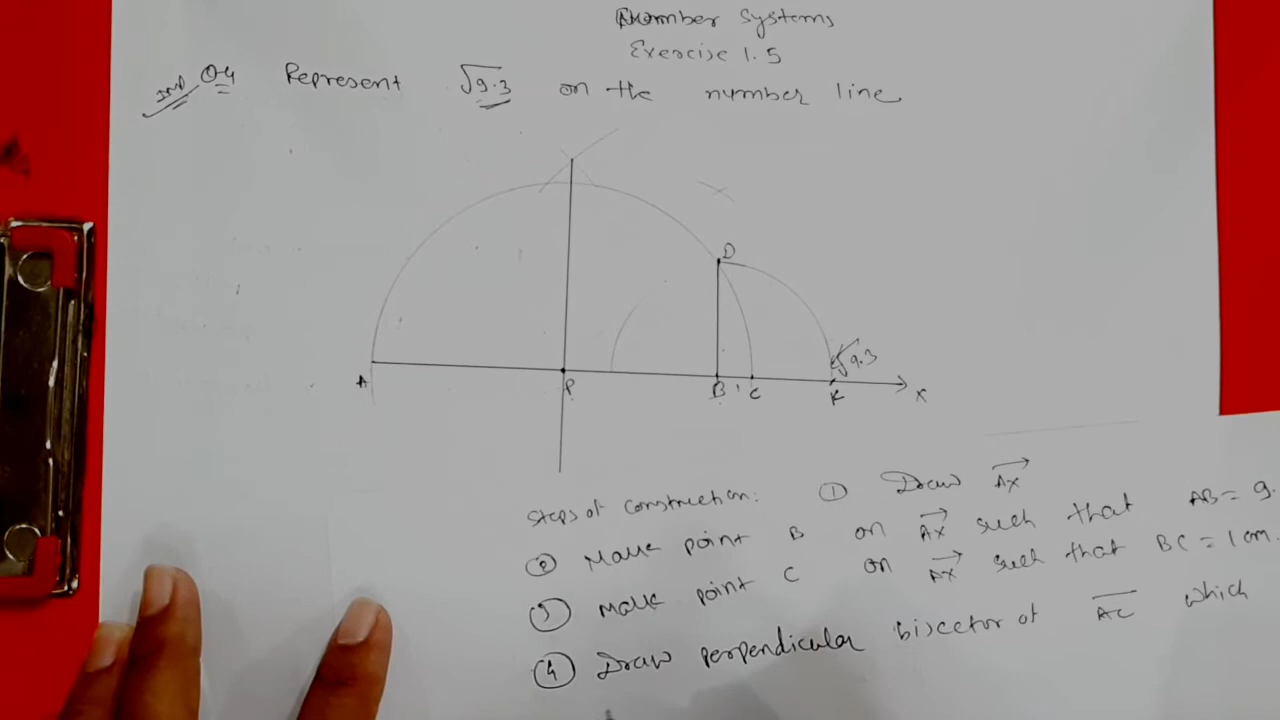 Number Systems
Exercise 1.5
Imp Q4 Represent √9.3 on the number line
D
√9.3
A P B 1 C K X
Steps of construction: ① Draw AX
② Mark point B on AX such that AB = 9.
③ Mark point C on AX such that BC = 1 cm.
④ Draw perpendicular bisector of AC which